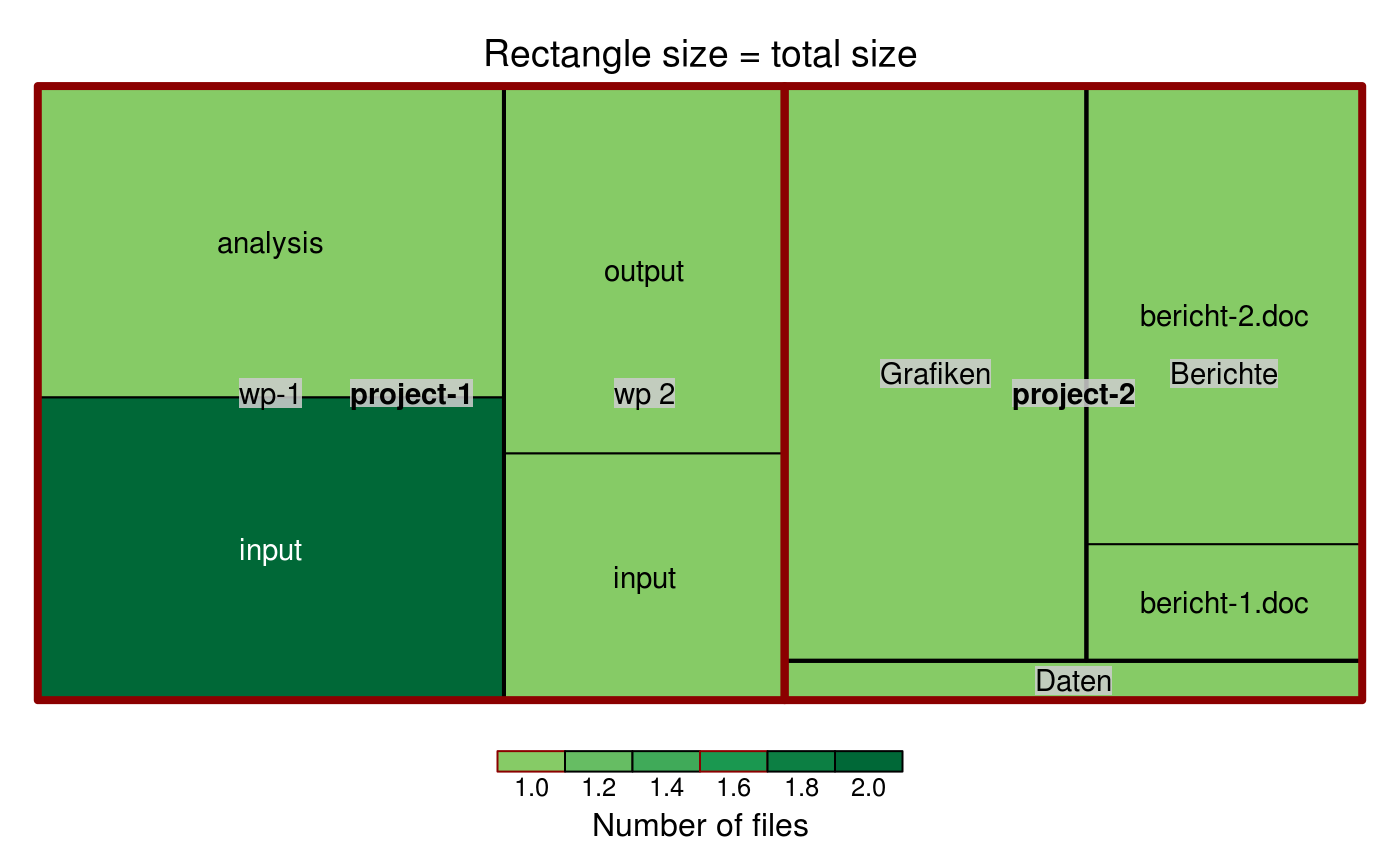 Rectangle size = total size
analysis
output
bericht-2.doc
Grafiken
Berichte
wp-1
project-1
wp 2
project-2
input
input
bericht-1.doc
Daten
1.0 1.2 1.4 1.6 1.8 2.0
Number of files